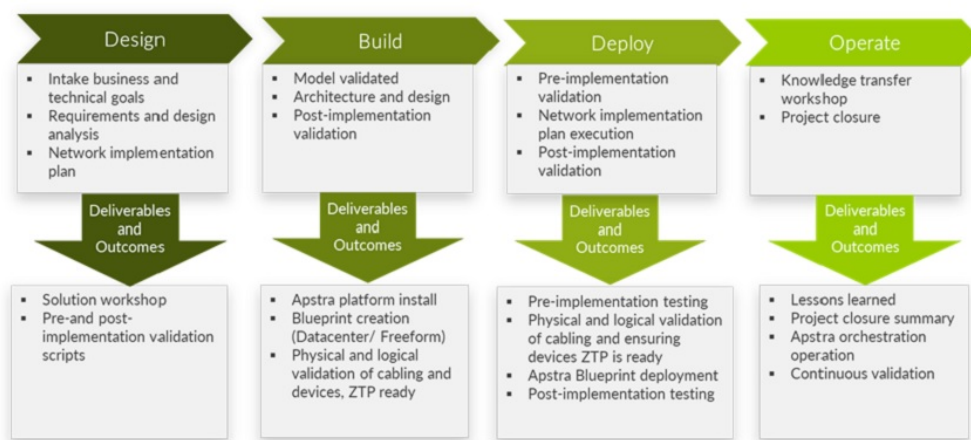 Design
Intake business and
technical goals
Requirements and design
analysis
Network implementation
plan
Deliverables
and
Outcomes
Solution workshop
Pre-and post-
implementation validation
scripts
Build
Model validated
Architecture and design
Post-implementation
validation
Deliverables
and
Outcomes
Apstra platform install
Blueprint creation
(Datacenter/ Freeform)
Physical and logical
validation of cabling and
devices, ZTP ready
Deploy
Pre-implementation
validation
Network implementation
plan execution
Post-implementation
validation
Deliverables
and
Outcomes
Pre-implementation testing
Physical and logical validation
of cabling and ensuring
devices ZTP is ready
Apstra Blueprint deployment
Post-implementation testing
Operate
Knowledge transfer
workshop
Project closure
Deliverables
and
Outcomes
Lessons learned
Project closure summary
Apstra orchestration
operation
Continuous validation